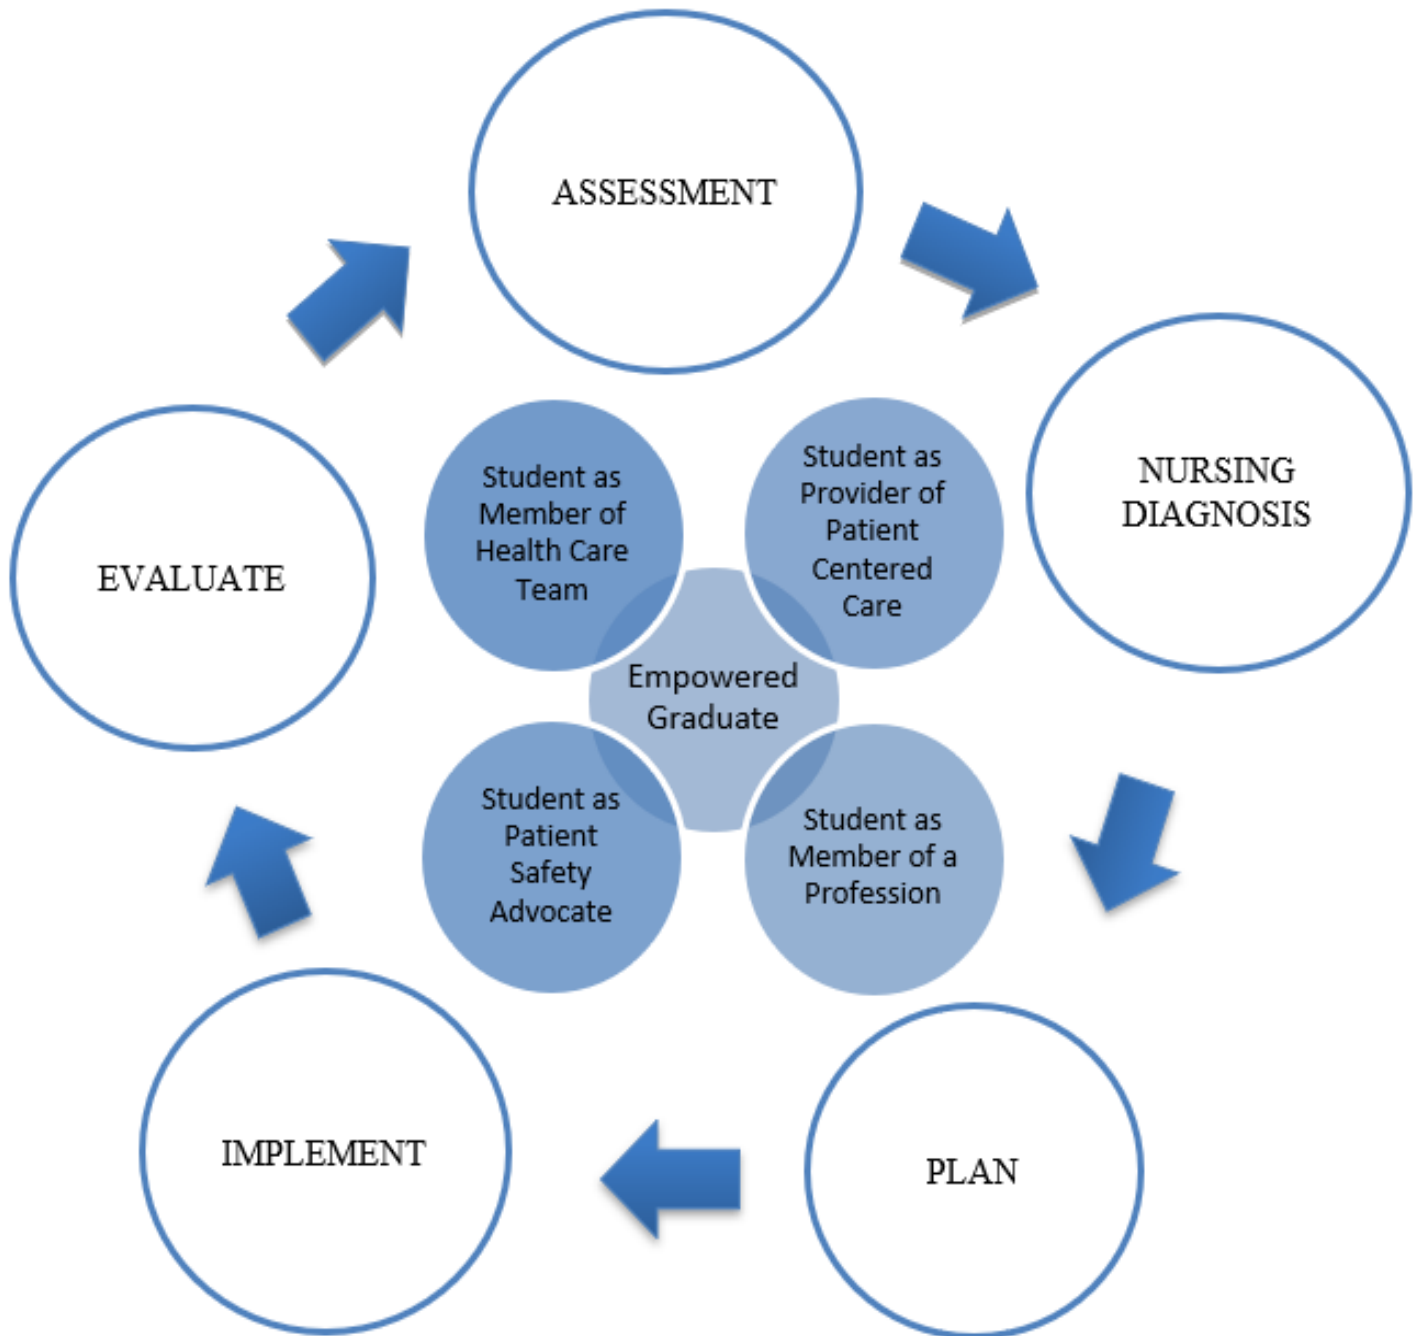 ASSESSMENT
NURSING
DIAGNOSIS
Student as
Member of
Health Care
Team
Student as
Provider of
Patient
Centered
Care
EVALUATE
Empowered
Graduate
Student as
Patient
Safety
Advocate
Student as
Member of a
Profession
IMPLEMENT
PLAN